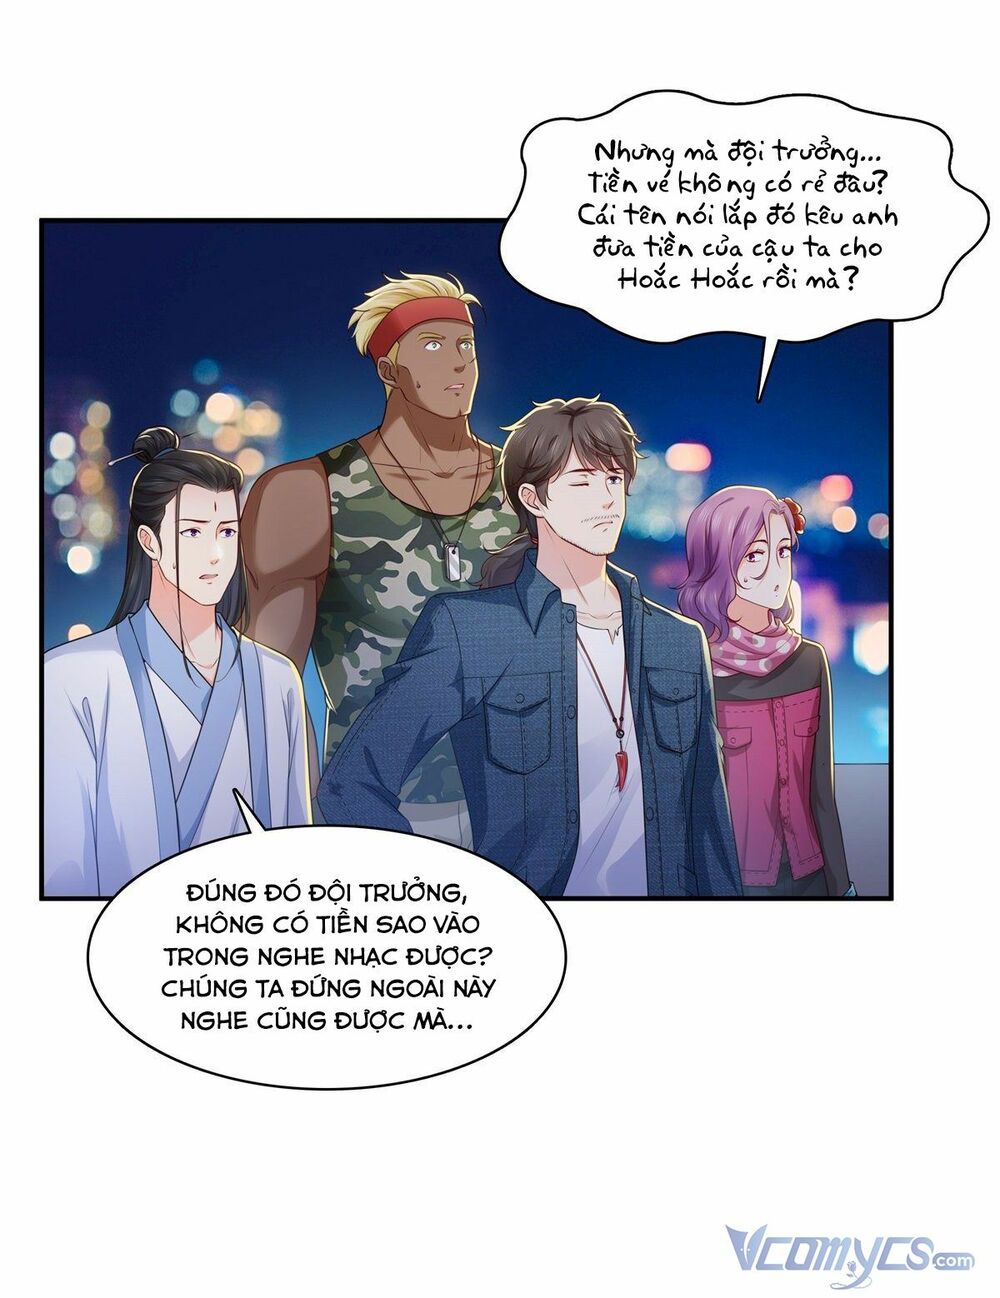 Nhưng mà đội trưởng...
Tiền vé không có rẻ đâu?
Cái tên nói lắp đó kêu anh
đưa tiền của cậu ta cho
Hoắc Hoắc rồi mà?
ĐÚNG ĐÓ ĐỘI TRƯỞNG,
KHÔNG CÓ TIỀN SAO VÀO
TRONG NGHE NHẠC ĐƯỢC?
CHÚNG TA ĐỨNG NGOÀI NÀY
NGHE CŨNG ĐƯỢC MÀ...
Vcomycs.com